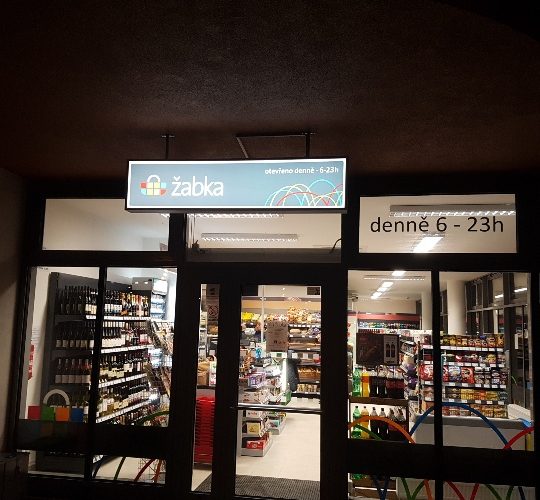 otevřeno denně - 6-23h
žabka
denně 6 - 23h